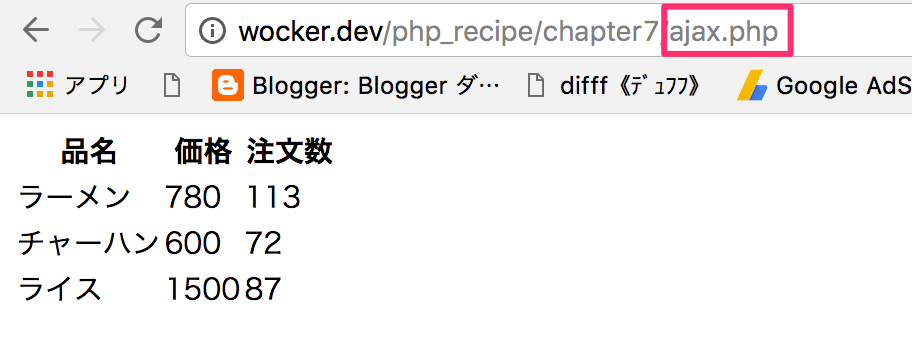 wocker.dev/php_recipe/chapter7/ajax.php
アプリ Blogger: Blogger ダ… difff《ﾃﾞｭﾌﾌ》 Google AdS
品名 価格 注文数
ラーメン 780 113
チャーハン 600 72
ライス 1500 87